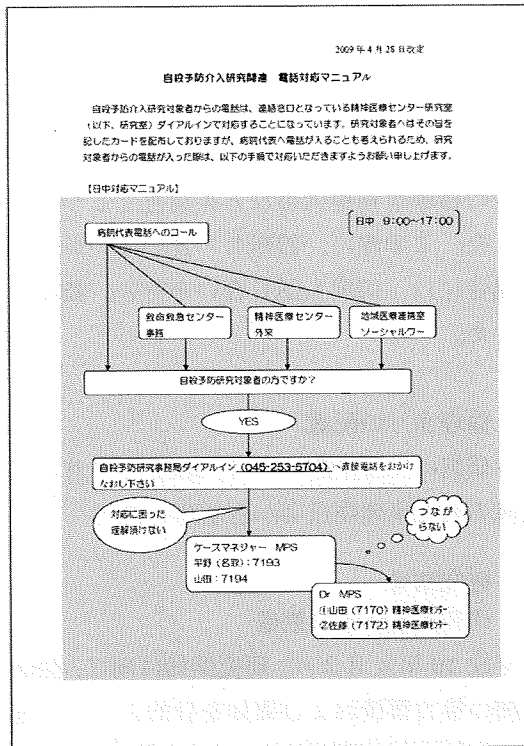 2009年4月28日改定
自殺予防介入研究関連 電話対応マニュアル
自殺予防介入研究対象者からの電話は、連絡窓口となっている精神医療センター研究室
(以下、研究室)ダイアルインで対応することになっています。研究対象者へはその旨を
記したカードを配布しておりますが、病院代表へ電話が入ることも考えられるため、研究
対象者からの電話が入った際は、以下の手順で対応いただきますようお願い申し上げます。
【日中対応マニュアル】
日中 9:00~17:00
病院代表電話へのコール
救命救急センター
事務
精神医療センター
外来
地域医療連携室
ソーシャルワー
自殺予防研究対象者の方ですか?
YES
自殺予防研究事務局ダイアルイン(045-253-5704)へ直接電話をおかけ
なおし下さい
対応に困った
理解頂けない
つなが
らない
ケースマネジャー MPS
平野(名取):7193
山田:7194
Dr MPS
①山田(7170)精神医療センター
②佐藤(7172)精神医療センター